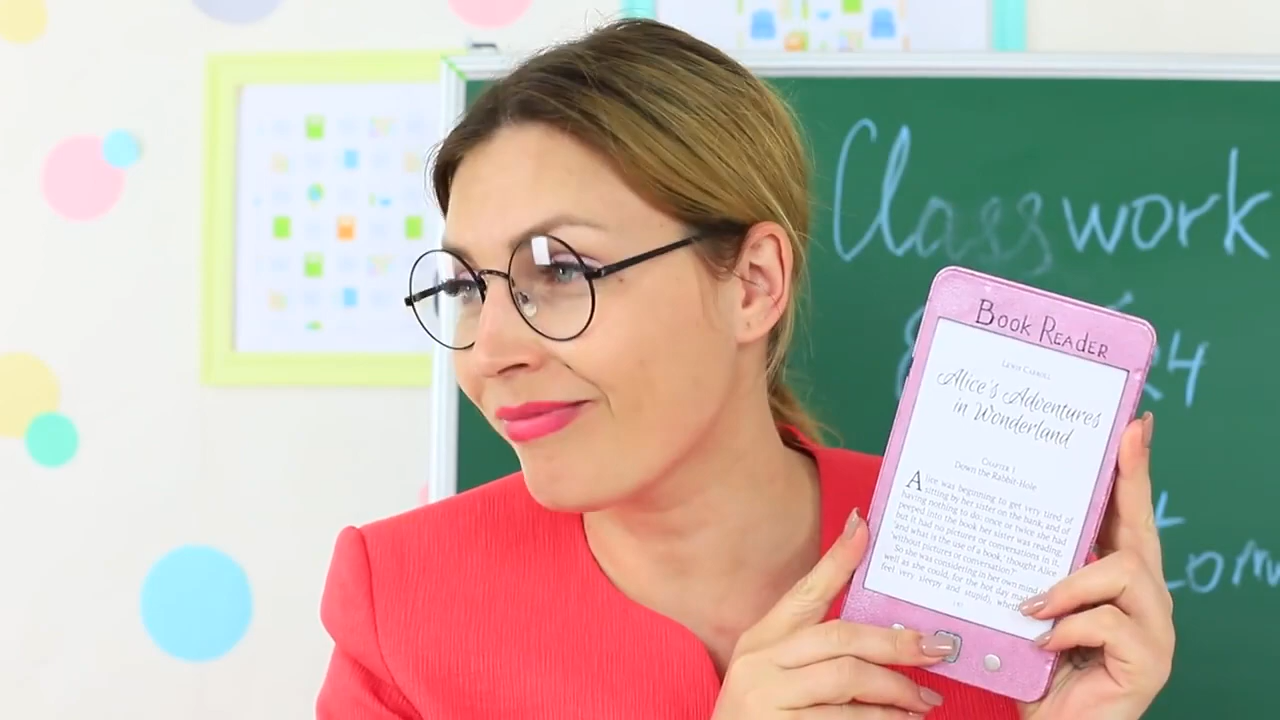 Classwork
4
Book Reader
Lewis Carroll
Alice's Adventures
in Wonderland
Chapter 1
Down the Rabbit-Hole
Alice was beginning to get very tired of
sitting by her sister on the bank, and of
having nothing to do: once or twice she had
peeped into the book her sister was reading,
but it had no pictures or conversations in it,
'and what is the use of a book,' thought Alice
'without pictures or conversation?'
So she was considering in her own mind
well as she could, for the hot day mad
feel very sleepy and stupid), wheth